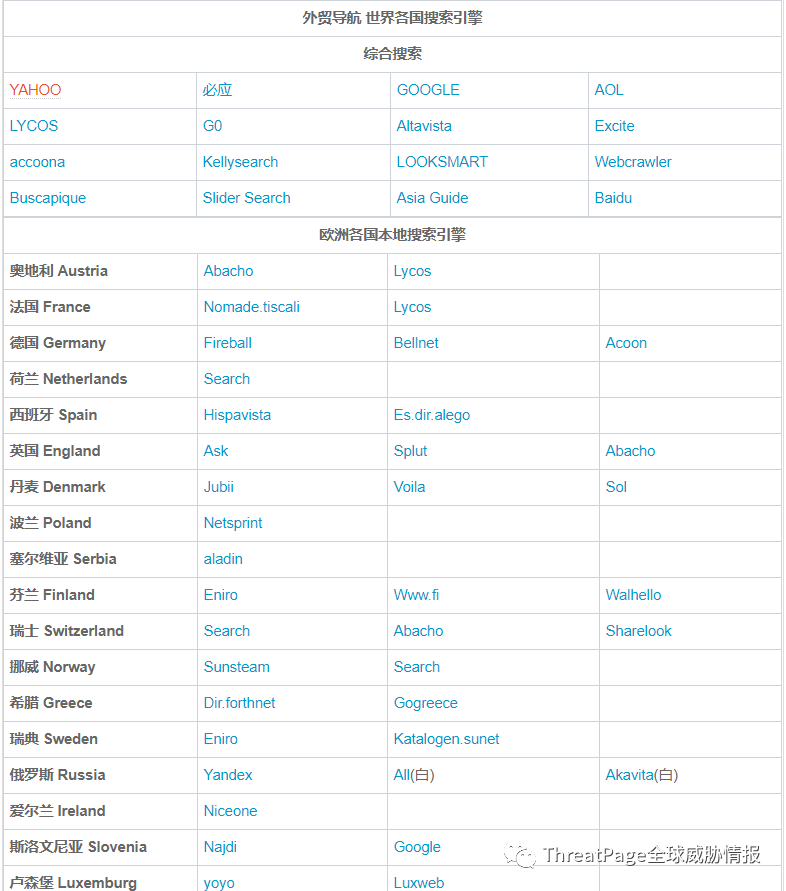 外贸导航 世界各国搜索引擎
综合搜索
YAHOO 必应 GOOGLE AOL
LYCOS G0 Altavista Excite
accoona Kellysearch LOOKSMART Webcrawler
Buscapique Slider Search Asia Guide Baidu
欧洲各国本地搜索引擎
奥地利 Austria Abacho Lycos
法国 France Nomade.tiscali Lycos
德国 Germany Fireball Bellnet Acoon
荷兰 Netherlands Search
西班牙 Spain Hispavista Es.dir.alego
英国 England Ask Splut Abacho
丹麦 Denmark Jubii Voila Sol
波兰 Poland Netsprint
塞尔维亚 Serbia aladin
芬兰 Finland Eniro Www.fi Walhello
瑞士 Switzerland Search Abacho Sharelook
挪威 Norway Sunsteam Search
希腊 Greece Dir.forthnet Gogreece
瑞典 Sweden Eniro Katalogen.sunet
俄罗斯 Russia Yandex All(白) Akavita(白)
爱尔兰 Ireland Niceone
斯洛文尼亚 Slovenia Najdi Google
ThreatPage全球威胁情报
卢森堡 Luxemburg yoyo Luxweb